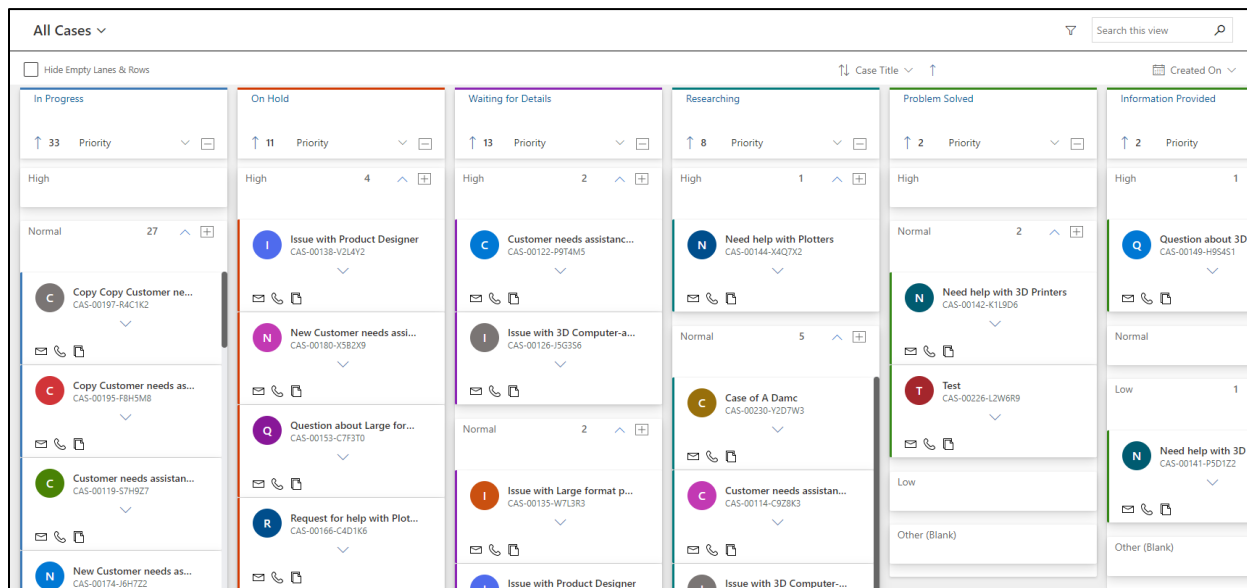 All Cases
Search this view
Hide Empty Lanes & Rows
Case Title
Created On
In Progress
33 Priority
High
Normal 27
C
Copy Copy Customer ne...
CAS-00197-R4C1K2
C
Copy Customer needs as...
CAS-00195-F8H5M8
C
Customer needs assistan...
CAS-00119-S7H9Z7
N
New Customer needs as...
CAS-00174-J6H7Z2
On Hold
11 Priority
High 4
I
Issue with Product Designer
CAS-00138-V2L4Y2
N
New Customer needs assi...
CAS-00180-X5B2X9
Q
Question about Large for...
CAS-00153-C7F3T0
R
Request for help with Plot...
CAS-00166-C4D1K6
Waiting for Details
13 Priority
High 2
C
Customer needs assistanc...
CAS-00122-P9T4M5
I
Issue with 3D Computer-a...
CAS-00126-J5G3S6
Normal 2
I
Issue with Large format p...
CAS-00135-W7L3R3
I
Issue with Product Designer
Researching
8 Priority
High 1
N
Need help with Plotters
CAS-00144-X4Q7X2
Normal 5
C
Case of A Damc
CAS-00230-Y2D7W3
C
Customer needs assistan...
CAS-00114-C9Z8K3
I
Issue with 3D Computer-...
Problem Solved
2 Priority
High
Normal 2
N
Need help with 3D Printers
CAS-00142-K1L9D6
T
Test
CAS-00226-L2W6R9
Low
Other (Blank)
Information Provided
2 Priority
High 1
Q
Question about 3D
CAS-00149-H9S4S1
Normal
Low 1
N
Need help with 3D
CAS-00141-P5D1Z2
Other (Blank)